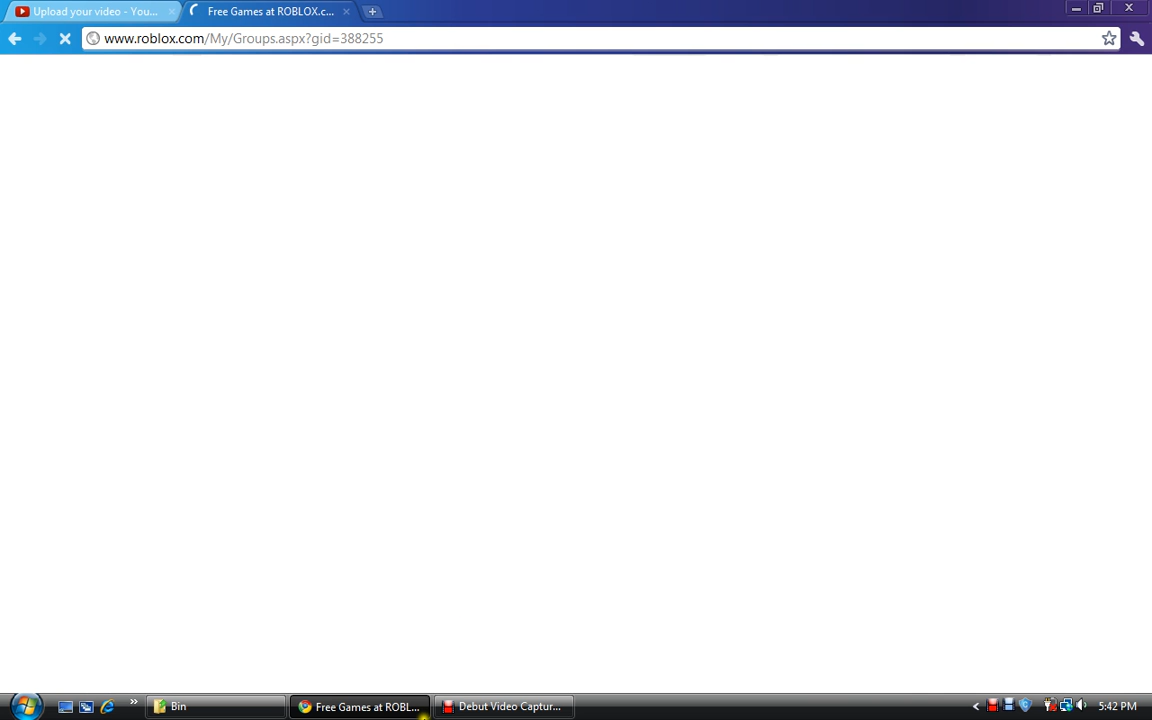 Upload your video - You...
Free Games at ROBLOX.c...
www.roblox.com/My/Groups.aspx?gid=388255
Bin
Free Games at ROBL...
Debut Video Captur...
5:42 PM